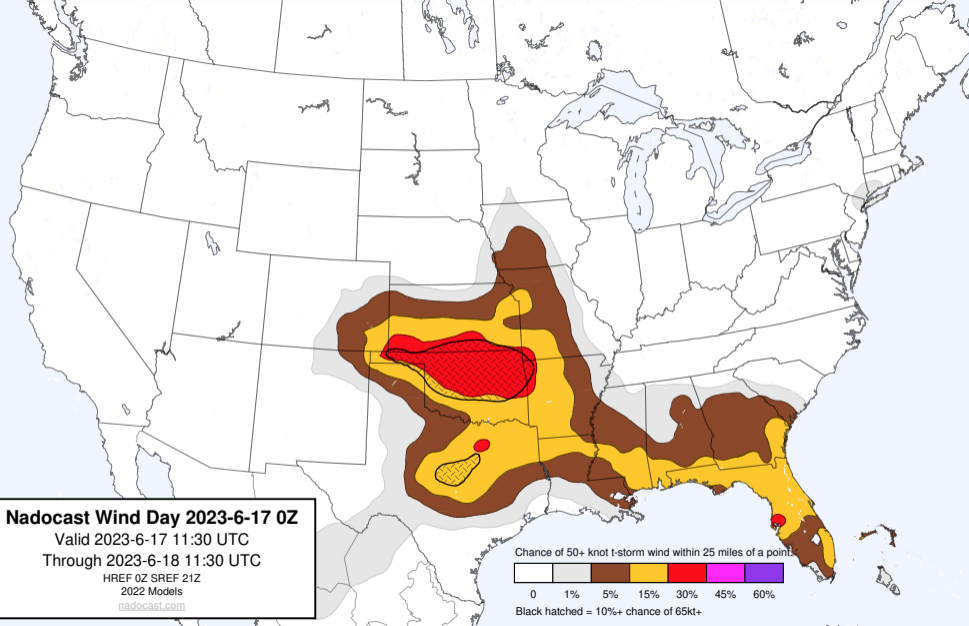 Nadocast Wind Day 2023-6-17 0Z
Valid 2023-6-17 11:30 UTC
Through 2023-6-18 11:30 UTC
HREF 0Z SREF 21Z
2022 Models
nadocast.com
Chance of 50+ knot t-storm wind within 25 miles of a point.
0 1% 5% 15% 30% 45% 60%
Black hatched = 10%+ chance of 65kt+